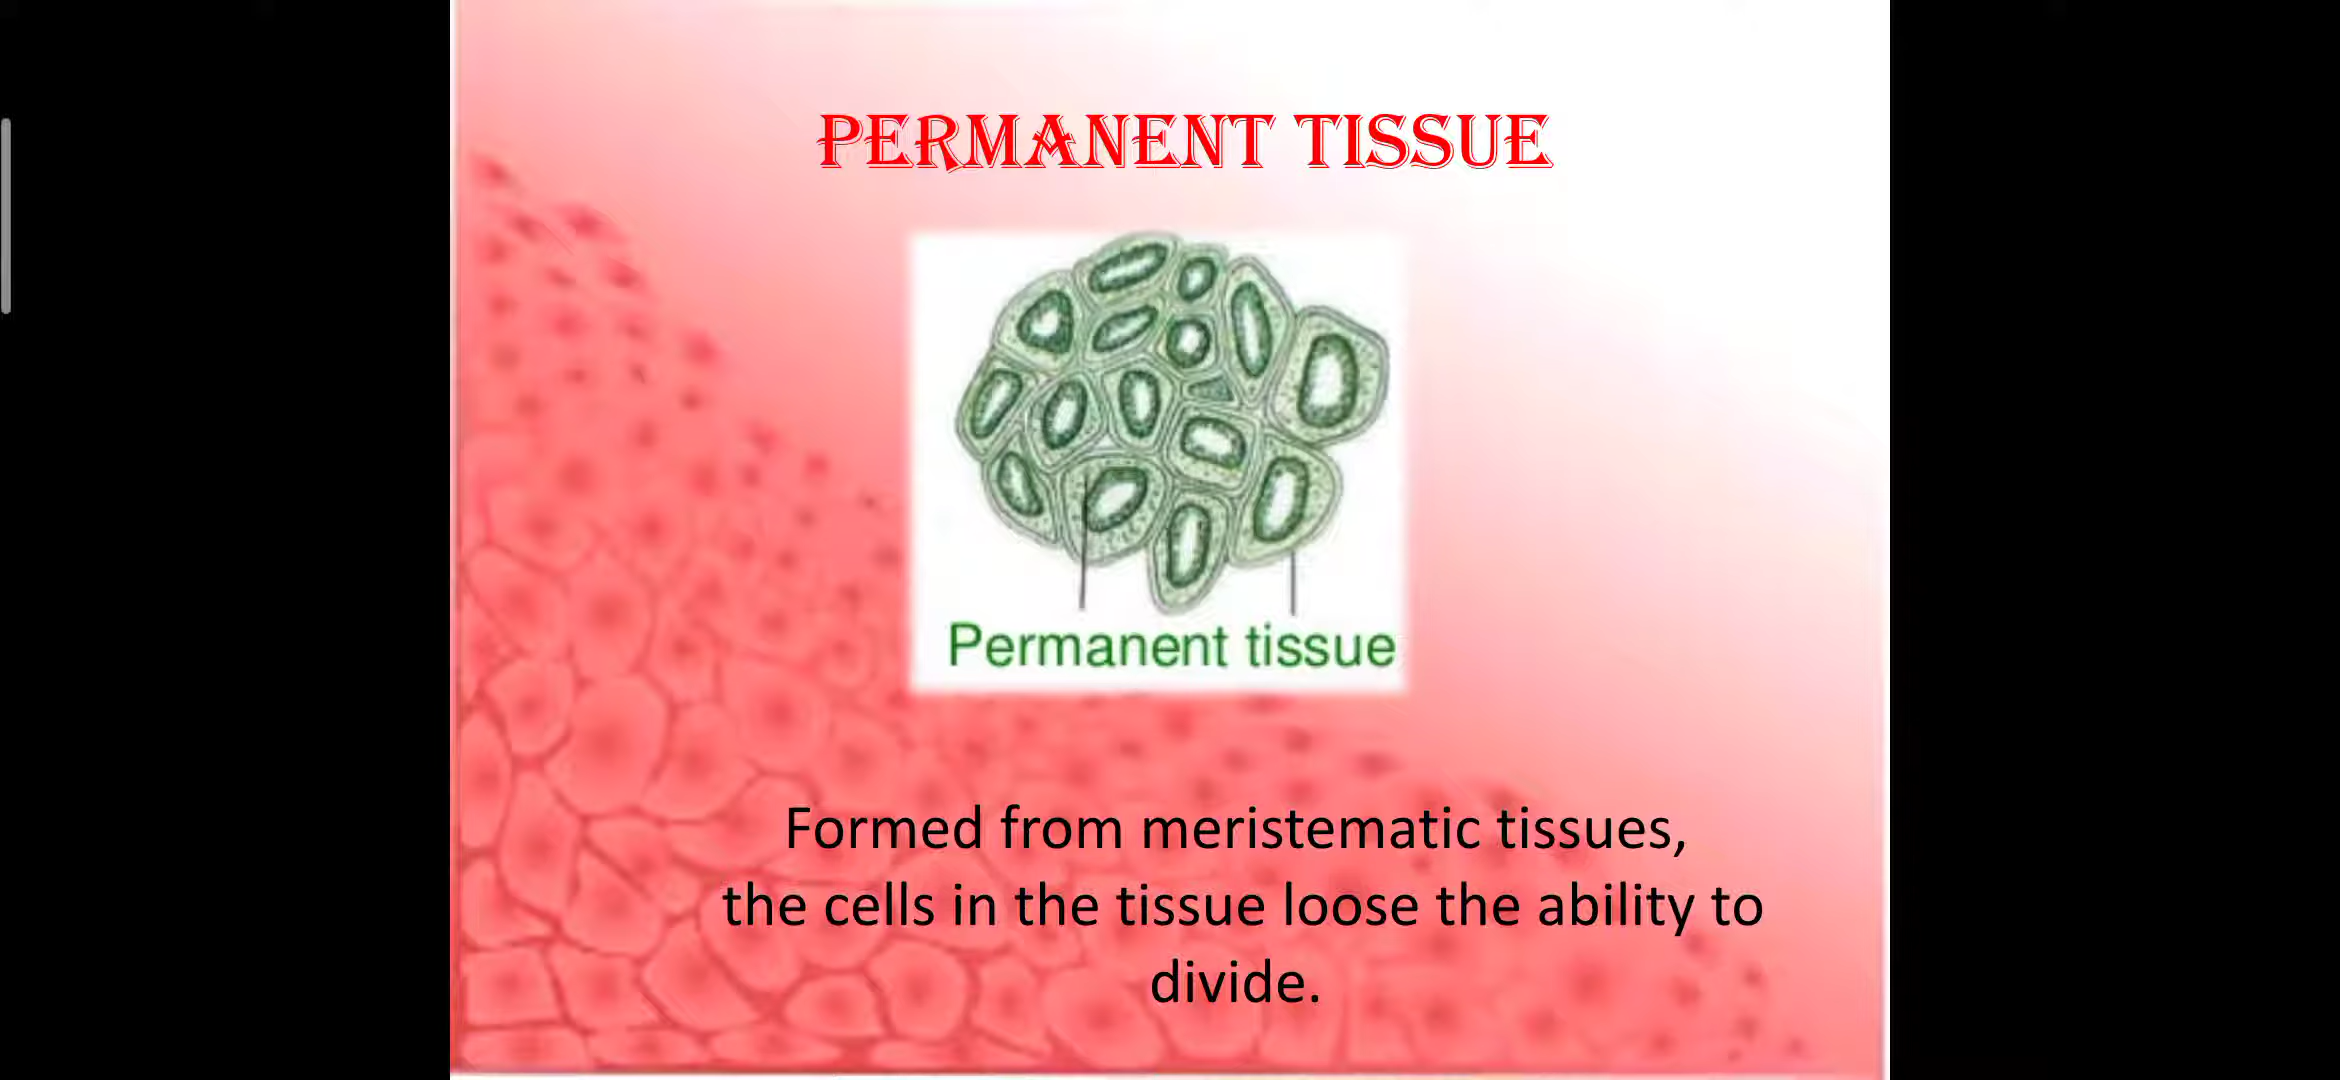 PERMANENT TISSUE
Permanent tissue
Formed from meristematic tissues,
the cells in the tissue loose the ability to
divide.